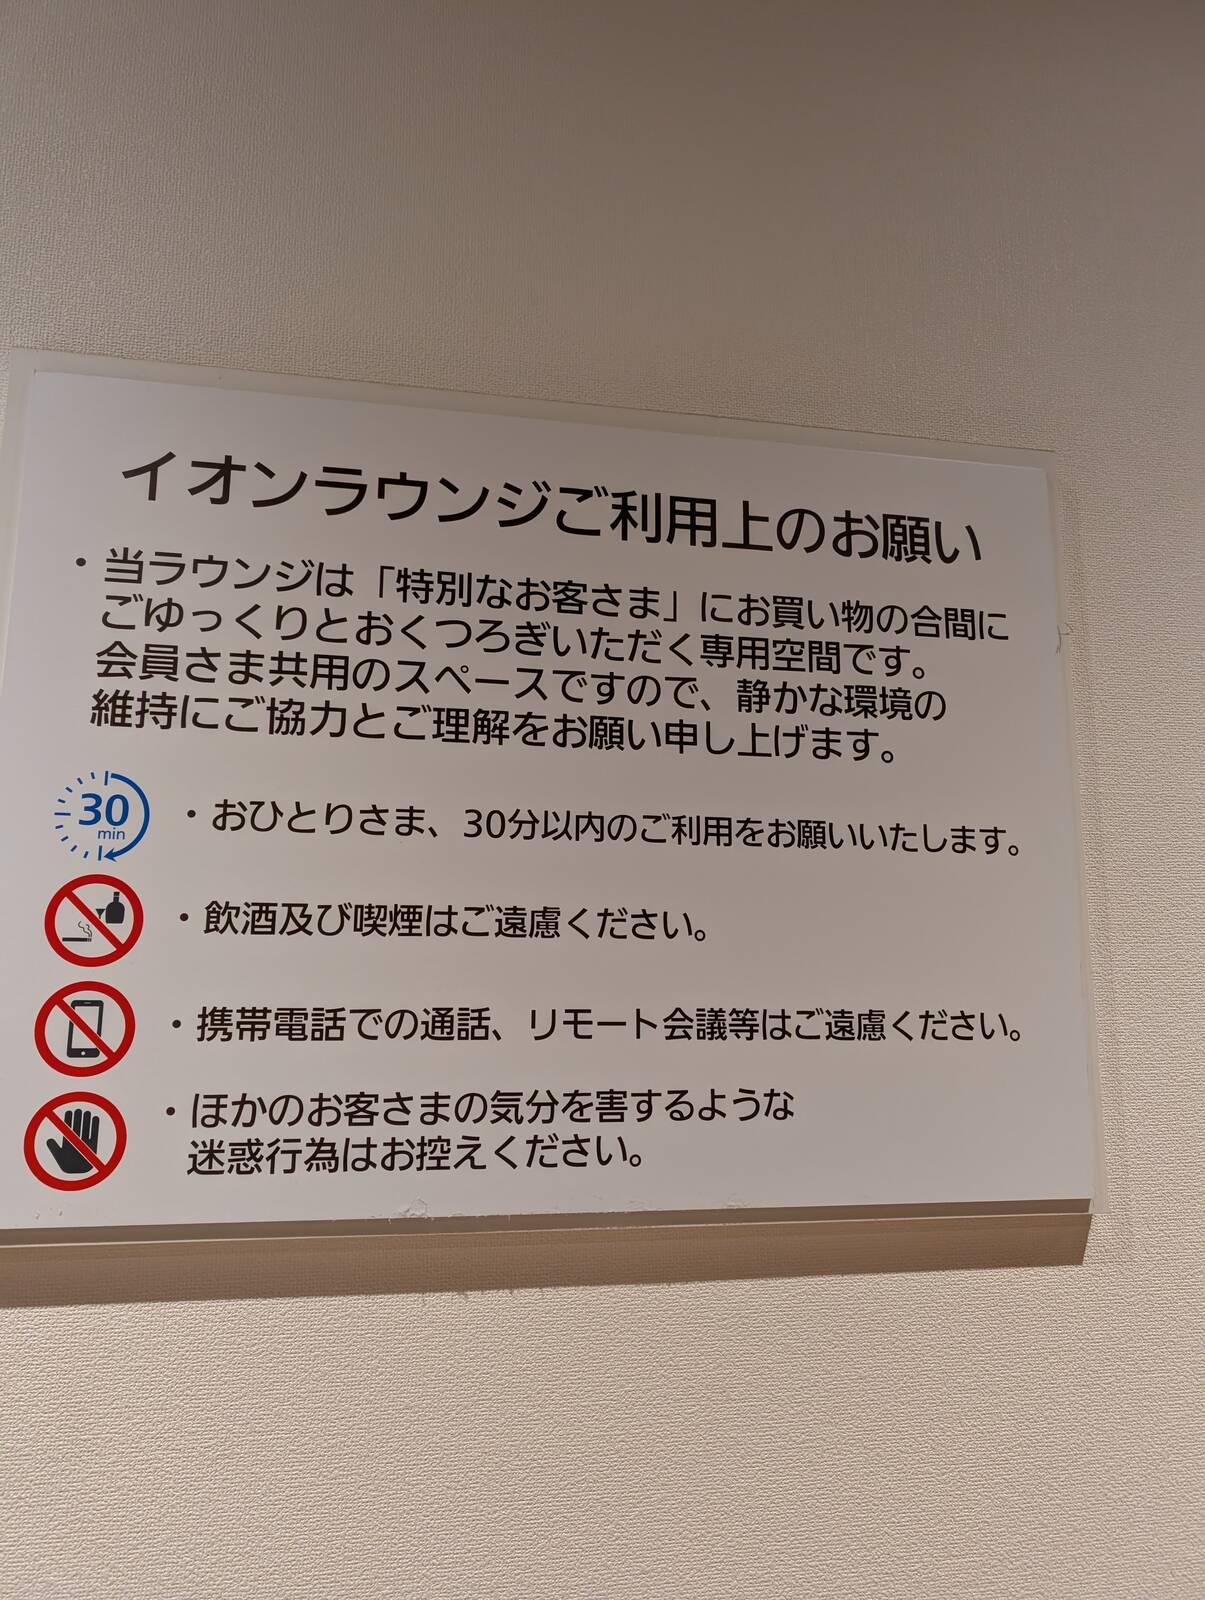 イオンラウンジご利用上のお願い
・当ラウンジは「特別なお客さま」にお買い物の合間に
ごゆっくりとおくつろぎいただく専用空間です。
会員さま共用のスペースですので、静かな環境の
維持にご協力とご理解をお願い申し上げます。
30
min
・おひとりさま、30分以内のご利用をお願いいたします。
・飲酒及び喫煙はご遠慮ください。
・携帯電話での通話、リモート会議等はご遠慮ください。
・ほかのお客さまの気分を害するような
迷惑行為はお控えください。